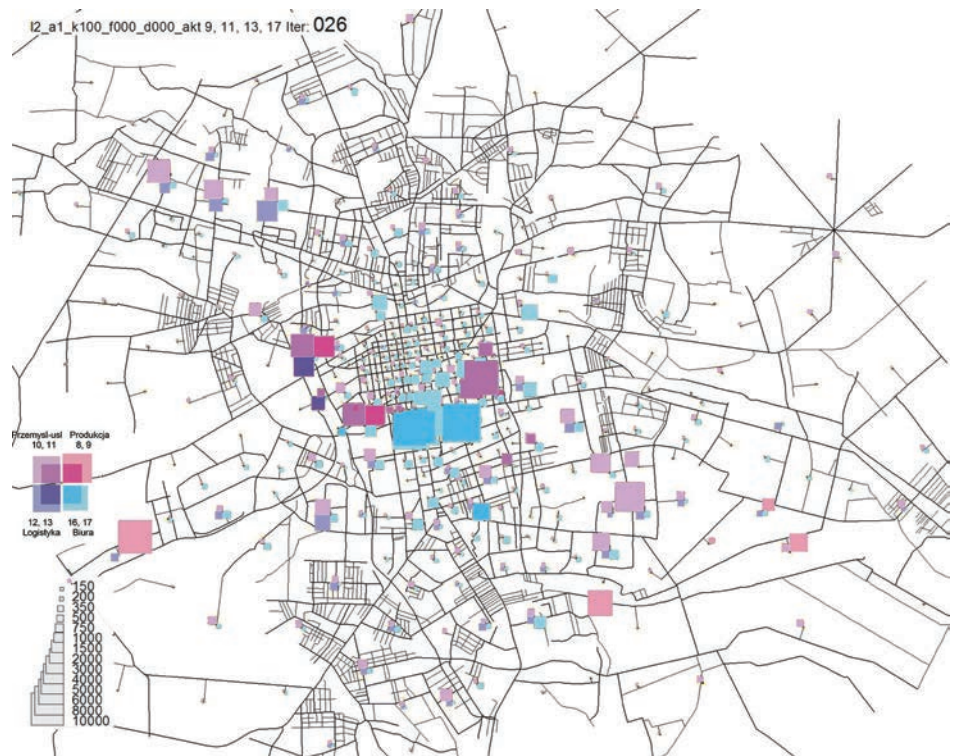 I2_a1_k100_f000_d000_akt 9, 11, 13, 17 Iter: 026
Przemysl-usl Produkcja
10, 11 8, 9
12, 13 16, 17
Logistyka Biura
150
200
350
500
750
1000
1500
2000
3000
4000
5000
6000
8000
10000